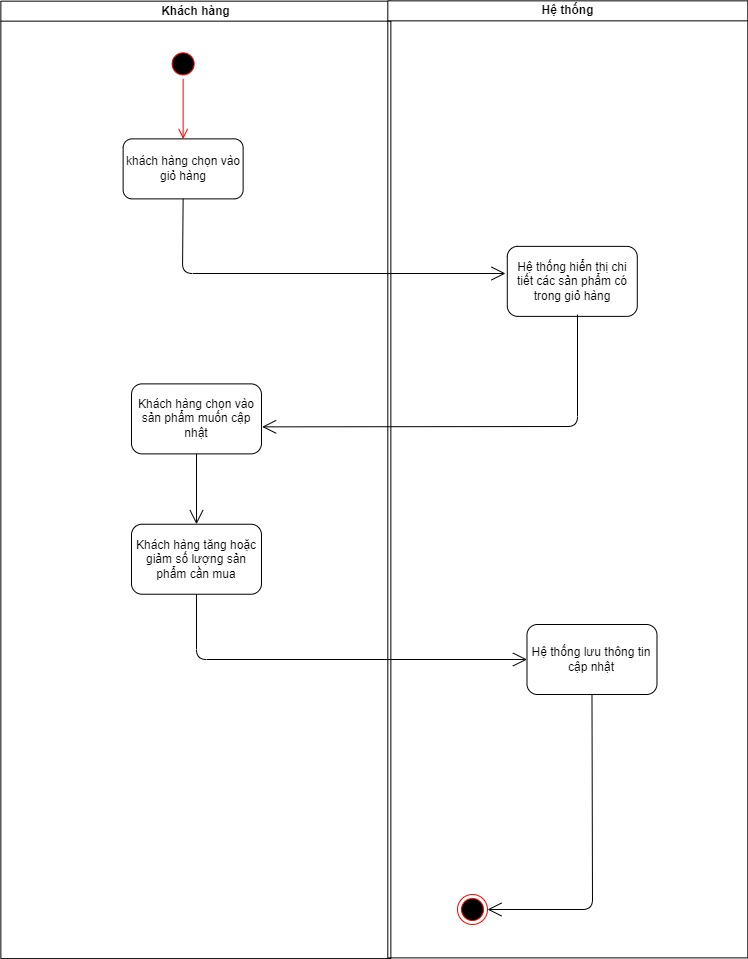 Khách hàng
Hệ thống
khách hàng chọn vào
giỏ hàng
Hệ thống hiển thị chi
tiết các sản phẩm có
trong giỏ hàng
Khách hàng chọn vào
sản phẩm muốn cập
nhật
Khách hàng tăng hoặc
giảm số lượng sản
phẩm cần mua
Hệ thống lưu thông tin
cập nhật